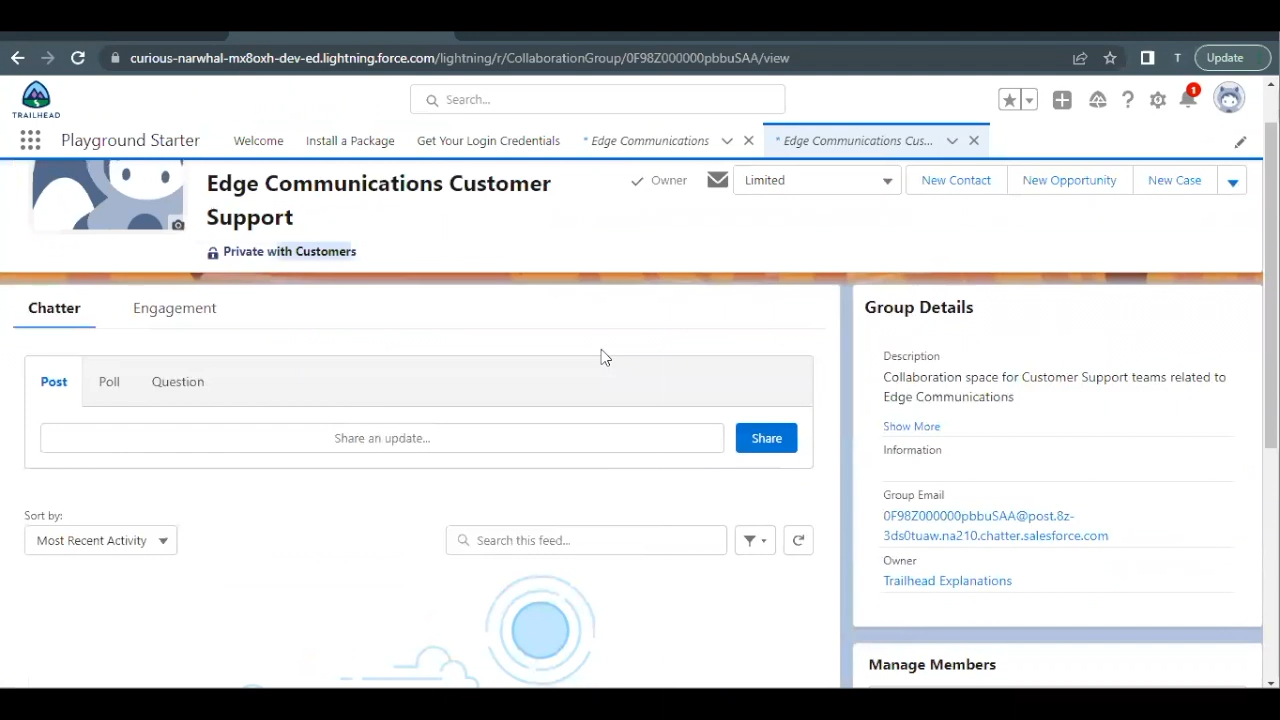 curious-narwhal-mx8oxh-dev-ed.lightning.force.com/lightning/r/CollaborationGroup/0F98Z000000pbbuSAA/view
T
Update
TRAILHEAD
Search...
1
Playground Starter
Welcome
Install a Package
Get Your Login Credentials
* Edge Communications
* Edge Communications Cus...
Edge Communications Customer
Support
Private with Customers
Owner
Limited
New Contact
New Opportunity
New Case
Chatter
Engagement
Post
Poll
Question
Share an update...
Share
Sort by:
Most Recent Activity
Search this feed...
Group Details
Description
Collaboration space for Customer Support teams related to
Edge Communications
Show More
Information
Group Email
0F98Z000000pbbuSAA@post.8z-
3ds0tuaw.na210.chatter.salesforce.com
Owner
Trailhead Explanations
Manage Members